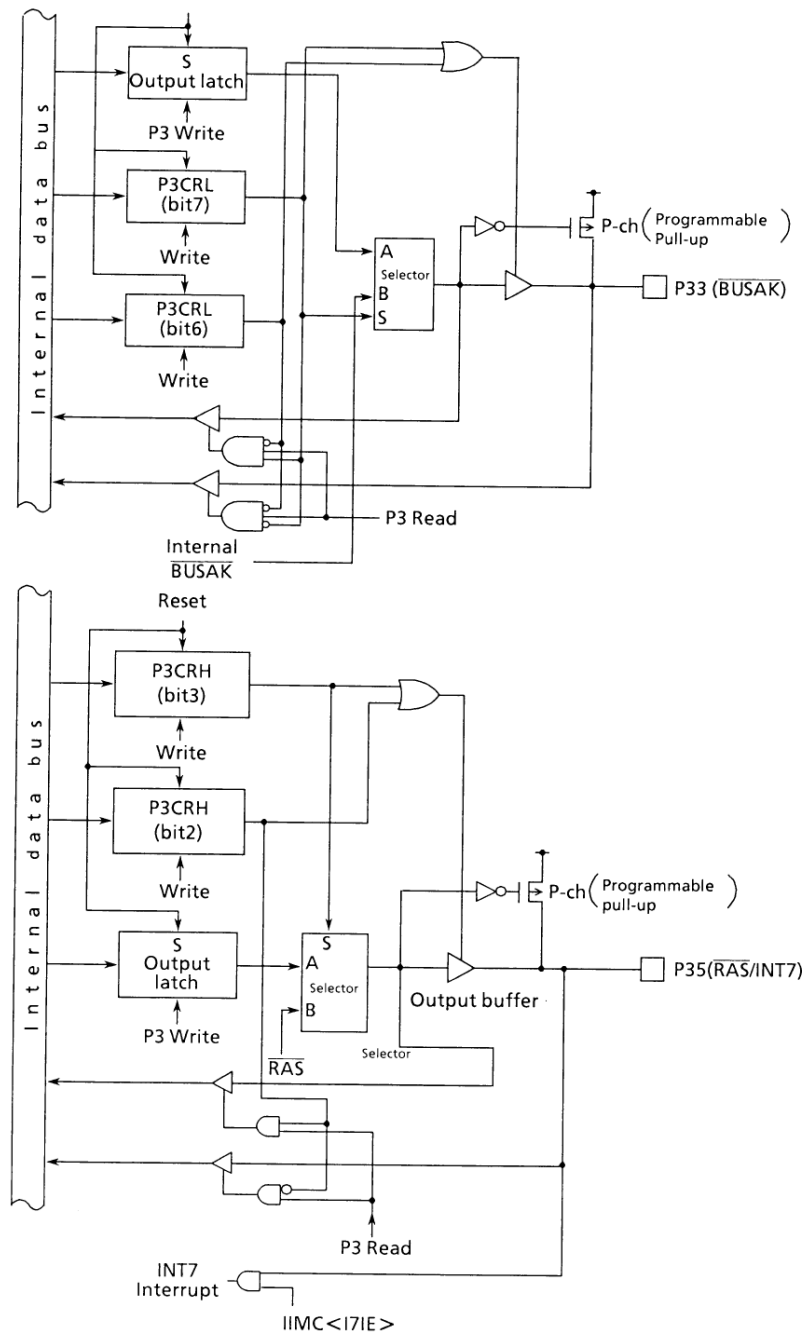 Internal data bus
S
Output latch
P3 Write
P3CRL
(bit7)
Write
P3CRL
(bit6)
Write
A
Selector
B
S
P-ch ( Programmable
Pull-up )
P33 (BUSAK)
P3 Read
Internal
BUSAK
Internal data bus
Reset
P3CRH
(bit3)
Write
P3CRH
(bit2)
Write
S
Output
latch
P3 Write
S
A
Selector
B
RAS
Selector
Output buffer
P-ch ( Programmable
pull-up )
P35(RAS/INT7)
P3 Read
INT7
Interrupt
IIMC<I7IE>